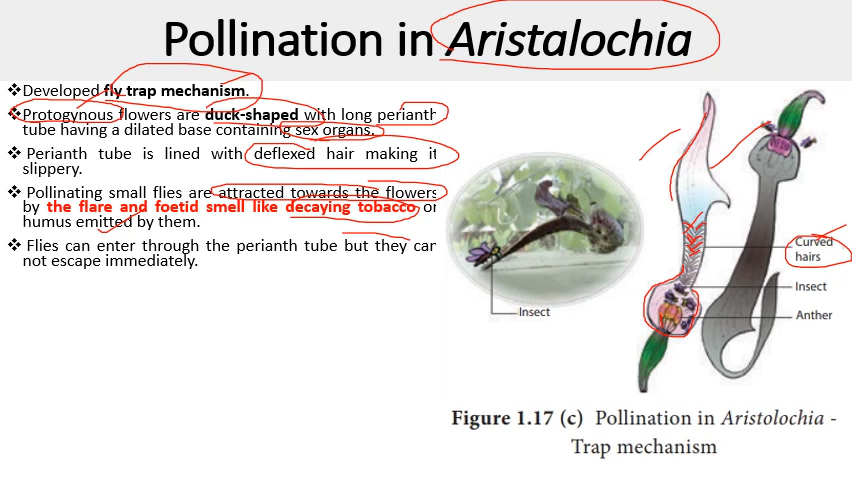 Pollination in Aristalochia
❖Developed fly trap mechanism.
❖Protogynous flowers are duck-shaped with long perianth
tube having a dilated base containing sex organs.
❖ Perianth tube is lined with deflexed hair making it
slippery.
❖ Pollinating small flies are attracted towards the flowers
by the flare and foetid smell like decaying tobacco or
humus emitted by them.
❖ Flies can enter through the perianth tube but they can
not escape immediately.
Curved
hairs
Insect
Anther
Insect
Figure 1.17 (c) Pollination in Aristolochia -
Trap mechanism